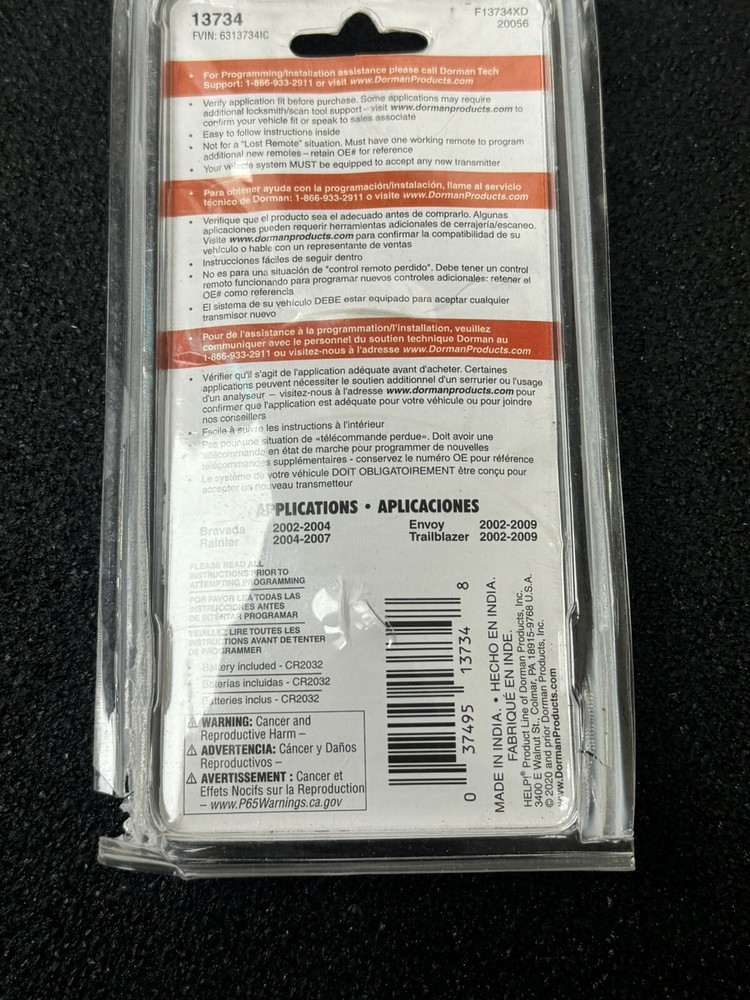 13734
FVIN: 6313734IC
F13734XD
20056
• For Programming/Installation assistance please call Dorman Tech
Support: 1-866-933-2911 or visit www.DormanProducts.com
• Verify application fit before purchase. Some applications may require
additional locksmith/scan tool support – visit www.dormanproducts.com to
confirm your vehicle fit or speak to sales associate
• Easy to follow instructions inside
• Not for a "Lost Remote" situation. Must have one working remote to program
additional new remotes – retain OE# for reference
• Your vehicle system MUST be equipped to accept any new transmitter
• Para obtener ayuda con la programación/instalación, llame al servicio
técnico de Dorman: 1-866-933-2911 o visite www.DormanProducts.com
• Verifique que el producto sea el adecuado antes de comprarlo. Algunas
aplicaciones pueden requerir herramientas adicionales de cerrajería/escaneo.
Visite www.dormanproducts.com para confirmar la compatibilidad de su
vehículo o hable con un representante de ventas
• Instrucciones fáciles de seguir dentro
• No es para una situación de "control remoto perdido". Debe tener un control
remoto funcionando para programar nuevos controles adicionales: retener el
OE# como referencia
• El sistema de su vehículo DEBE estar equipado para aceptar cualquier
transmisor nuevo
• Pour de l'assistance à la programmation/l'installation, veuillez
communiquer avec le personnel du soutien technique Dorman au
1-866-933-2911 ou visitez-nous à l'adresse www.DormanProducts.com
• Vérifier qu'il s'agit de l'application adéquate avant d'acheter. Certaines
applications peuvent nécessiter le soutien additionnel d'un serrurier ou l'usage
d'un analyseur – visitez-nous à l'adresse www.dormanproducts.com pour
confirmer que l'application est adéquate pour votre véhicule ou pour joindre
nos conseillers
• Facile à suivre les instructions à l'intérieur
• Pas pour une situation de «télécommande perdue». Doit avoir une
télécommande en état de marche pour programmer de nouvelles
télécommandes supplémentaires - conservez le numéro OE pour référence
• Le système de votre véhicule DOIT OBLIGATOIREMENT être conçu pour
accepter un nouveau transmetteur
APPLICATIONS • APLICACIONES
Bravada 2002-2004 Envoy 2002-2009
Rainier 2004-2007 Trailblazer 2002-2009
PLEASE READ ALL
INSTRUCTIONS PRIOR TO
ATTEMPTING PROGRAMMING
POR FAVOR LEA TODAS LAS
INSTRUCCIONES ANTES
DE INTENTAR PROGRAMAR
VEUILLEZ LIRE TOUTES LES
INSTRUCTIONS AVANT DE TENTER
DE PROGRAMMER
Battery included - CR2032
Baterías incluidas - CR2032
Batteries inclus - CR2032
⚠ WARNING: Cancer and
Reproductive Harm –
⚠ ADVERTENCIA: Cáncer y Daños
Reproductivos –
⚠ AVERTISSEMENT : Cancer et
Effets Nocifs sur la Reproduction
– www.P65Warnings.ca.gov
0 37495 13734 8
MADE IN INDIA. • HECHO EN INDIA.
FABRIQUÉ EN INDE.
HELP!® Product Line of Dorman Products, Inc.
3400 E Walnut St., Colmar, PA 18915-9768 U.S.A.
© 2020 and prior Dorman Products, Inc.
www.DormanProducts.com